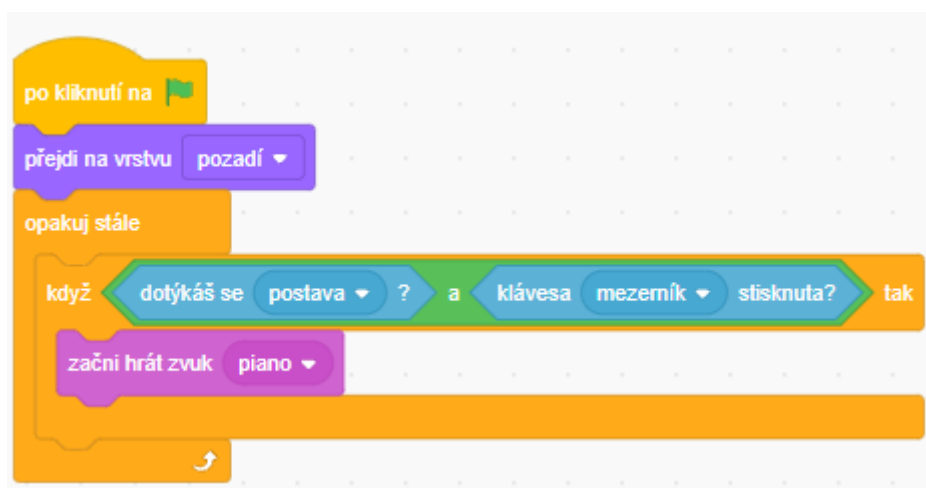 po kliknutí na
přejdi na vrstvu pozadí
opakuj stále
když dotýkáš se postava ? a klávesa mezerník stisknuta? tak
začni hrát zvuk piano